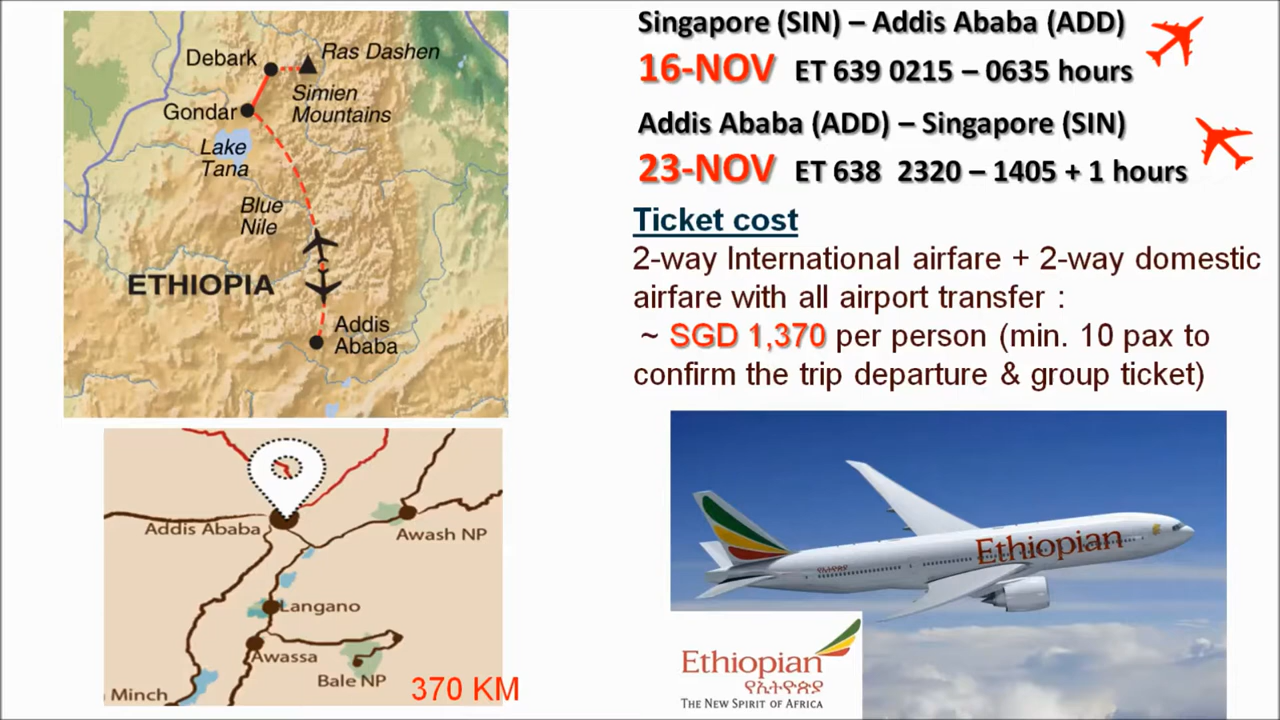 Debark
Ras Dashen
Simien
Mountains
Gondar
Lake
Tana
Blue
Nile
ETHIOPIA
Addis
Ababa
Addis Ababa
Awash NP
Langano
Awassa
Bale NP
Minch
370 KM
Singapore (SIN) – Addis Ababa (ADD)
16-NOV ET 639 0215 – 0635 hours
Addis Ababa (ADD) – Singapore (SIN)
23-NOV ET 638 2320 – 1405 + 1 hours
Ticket cost
2-way International airfare + 2-way domestic
airfare with all airport transfer :
~ SGD 1,370 per person (min. 10 pax to
confirm the trip departure & group ticket)
Ethiopian
Ethiopian
የኢትዮጵያ
THE NEW SPIRIT OF AFRICA